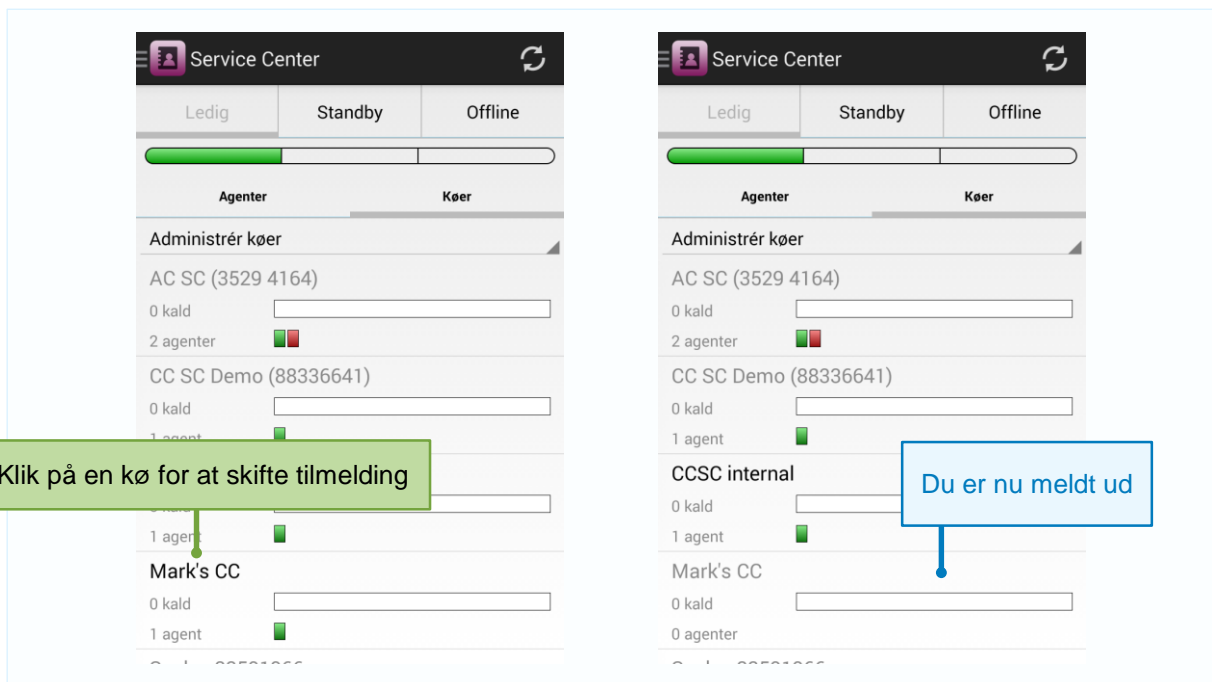 Service Center
Ledig Standby Offline
Agenter Køer
Administrér køer
AC SC (3529 4164)
0 kald
2 agenter
CC SC Demo (88336641)
0 kald
1 agent
Klik på en kø for at skifte tilmelding
0 kald
1 agent
Mark's CC
0 kald
1 agent
Service Center
Ledig Standby Offline
Agenter Køer
Administrér køer
AC SC (3529 4164)
0 kald
2 agenter
CC SC Demo (88336641)
0 kald
1 agent
CCSC internal
Du er nu meldt ud
0 kald
1 agent
Mark's CC
0 kald
0 agenter